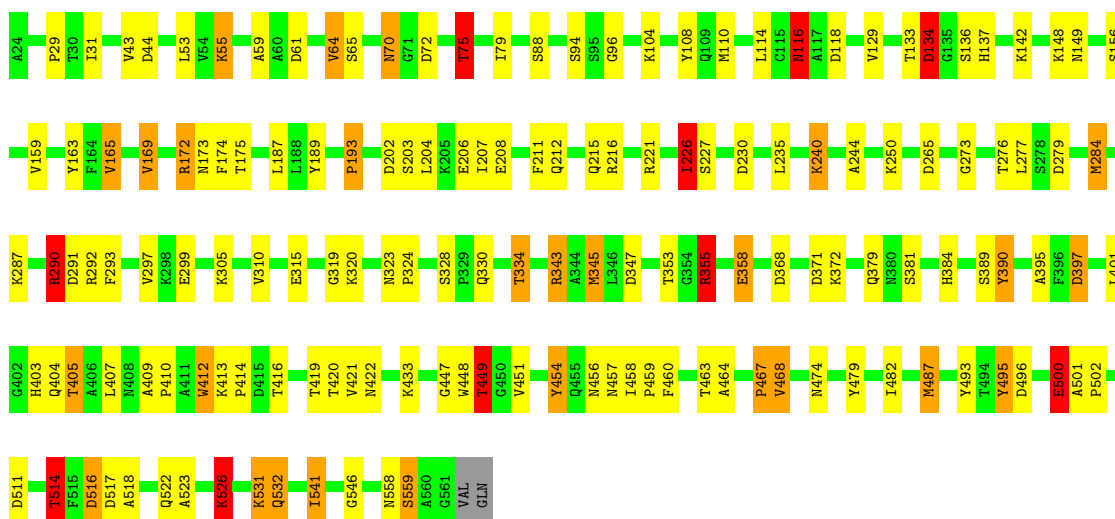 A24 P29 T30 I31 V43 D44 L53 V54 K55 A59 A60 D61 V64 S65 N70 G71 D72 T75 I79 S88 S94 S95 G96 K104 Y108 Q109 M110 L114 C115 N116 A117 D118 V129 T133 D134 G135 S136 H137 K142 K148 N149 S156
V159 Y163 F164 V165 V169 R172 N173 F174 T175 L187 L188 Y189 P193 D202 S203 L204 K205 E206 I207 E208 F211 Q212 Q215 R216 R221 I226 S227 D230 L235 K240 A244 K250 D265 G273 T276 L277 S278 D279 M284
K287 R290 D291 R292 F293 V297 K298 E299 K305 V310 E315 G319 K320 N323 P324 S328 P329 Q330 T334 R343 A344 M345 L346 D347 T353 G354 R355 E358 D368 D371 K372 Q379 N380 S381 H384 S389 Y390 A395 F396 D397 L401
G402 H403 Q404 T405 A406 L407 N408 A409 P410 A411 W412 K413 P414 D415 T416 T419 T420 V421 N422 K433 G447 W448 T449 G450 V451 Y454 Q455 N456 N457 I458 P459 F460 T463 A464 P467 V468 N474 Y479 I482 M487 Y493 T494 Y495 D496 E500 A501 P502
D511 T514 F515 D516 D517 A518 Q522 A523 K526 K531 Q532 I541 G546 N558 S559 A560 G561 VAL GLN